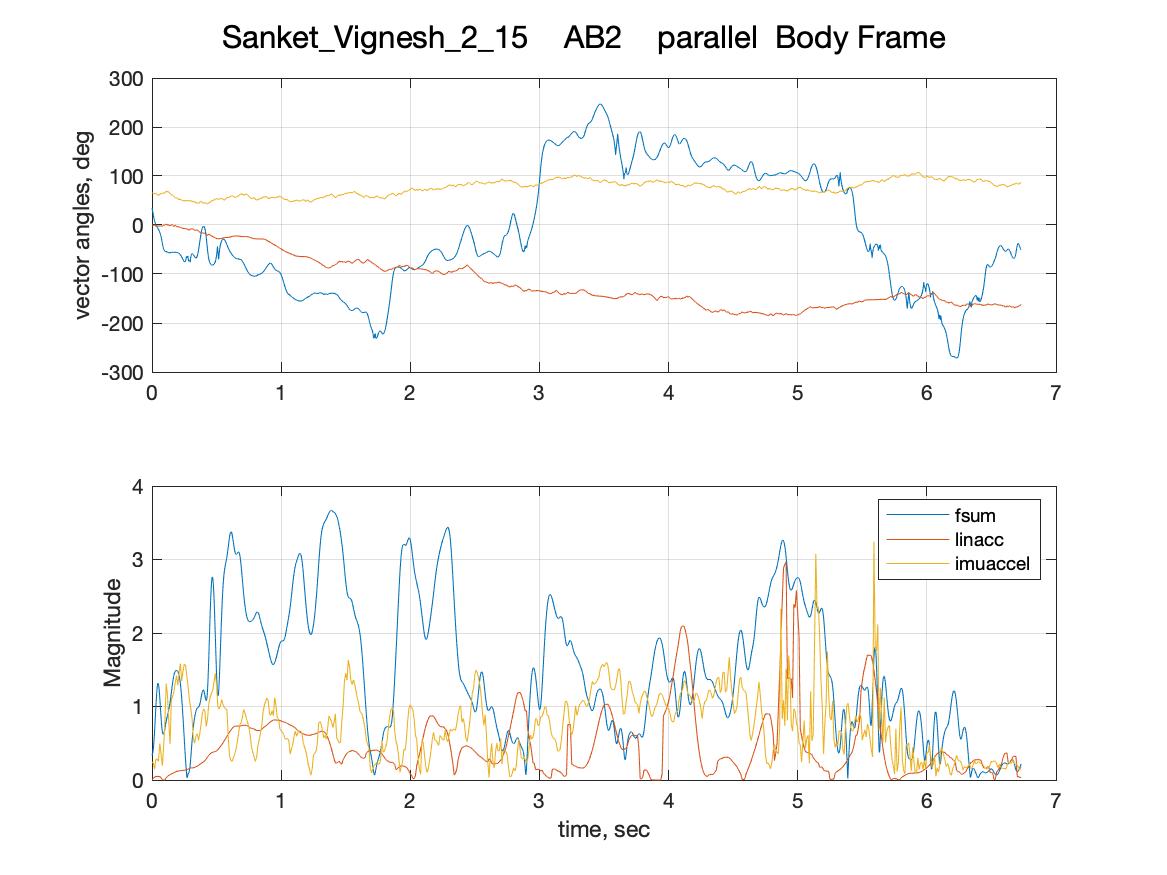 Sanket_Vignesh_2_15 AB2 parallel Body Frame
300
200
100
0
-100
-200
-300
vector angles, deg
0 1 2 3 4 5 6 7
4
3
2
1
0
Magnitude
fsum
linacc
imuaccel
0 1 2 3 4 5 6 7
time, sec